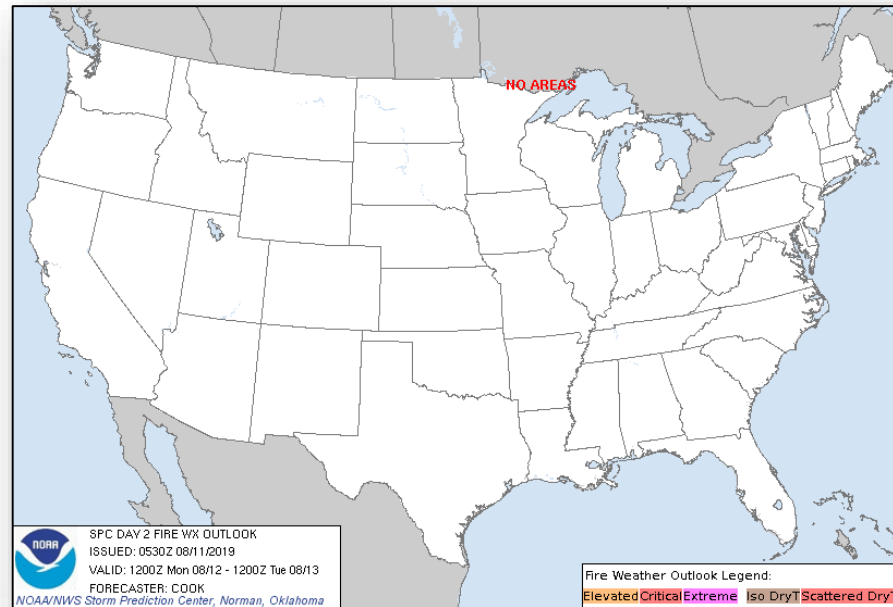 NO AREAS
NOAA
SPC DAY 2 FIRE WX OUTLOOK
ISSUED: 0530Z 08/11/2019
VALID: 1200Z Mon 08/12 - 1200Z Tue 08/13
FORECASTER: COOK
NOAA/NWS Storm Prediction Center, Norman, Oklahoma
Fire Weather Outlook Legend:
Elevated Critical Extreme Iso DryT Scattered Dry